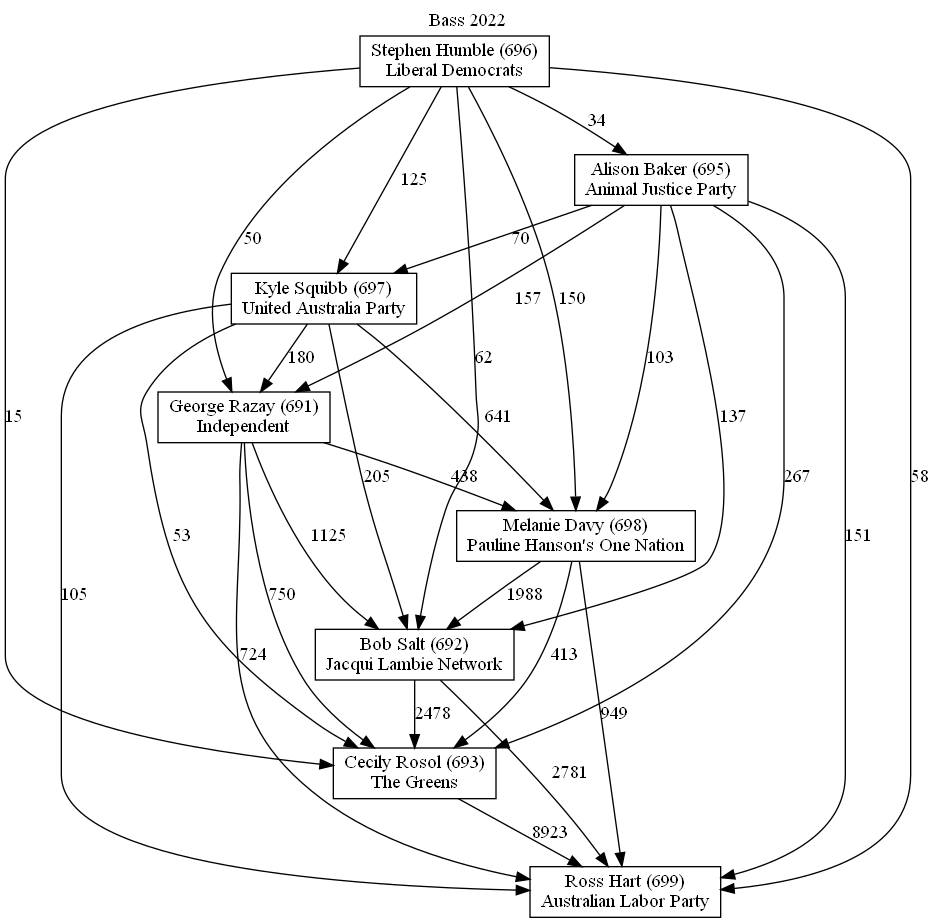 Bass 2022
Stephen Humble (696)
Liberal Democrats
34
Alison Baker (695)
Animal Justice Party
125
50
70
Kyle Squibb (697)
United Australia Party
157
150
180
62
103
George Razay (691)
Independent
15
641
137
205
438
267
58
Melanie Davy (698)
Pauline Hanson's One Nation
53
1125
151
105
750
1988
Bob Salt (692)
Jacqui Lambie Network
724
413
2478
949
Cecily Rosol (693)
The Greens
2781
8923
Ross Hart (699)
Australian Labor Party